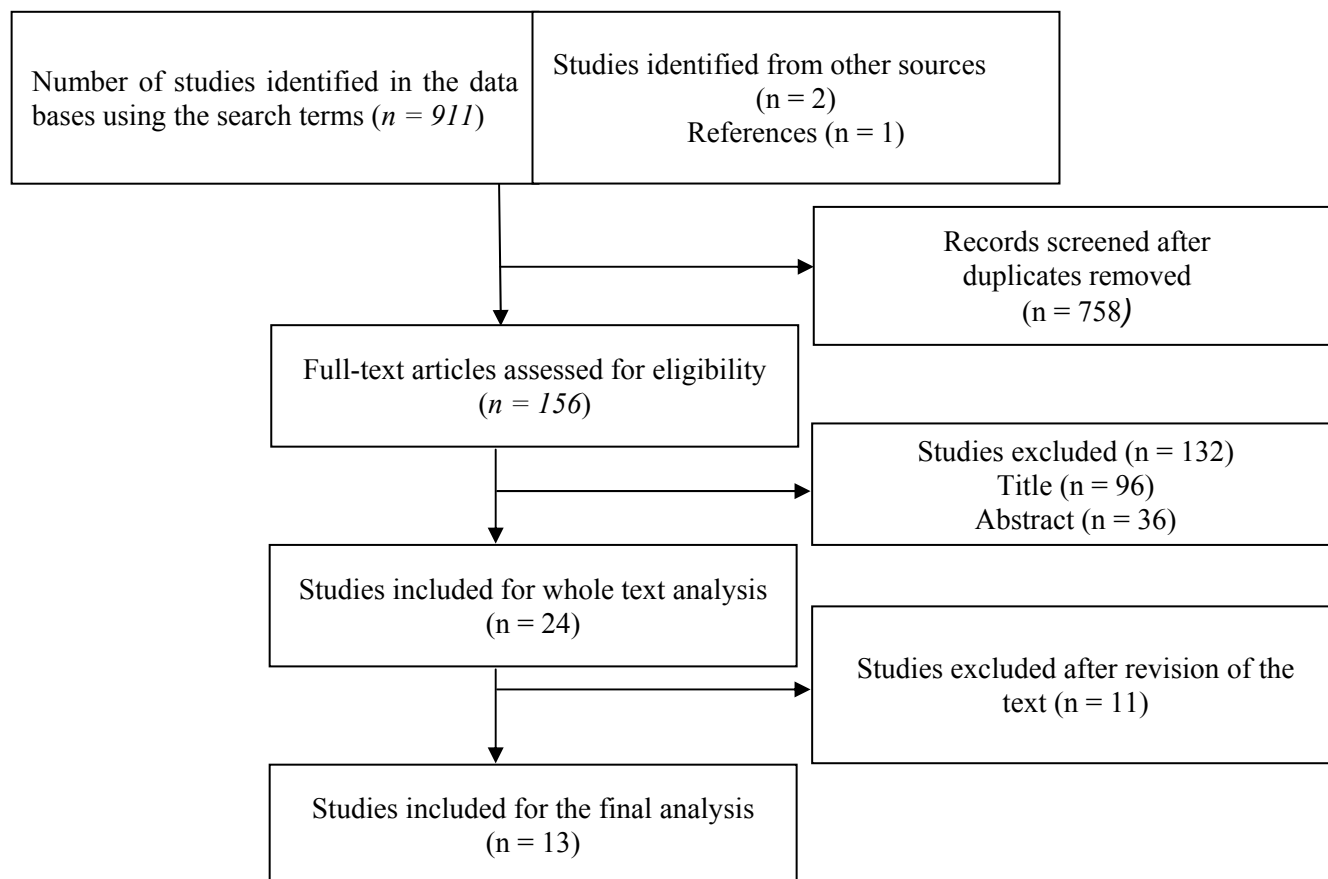 Number of studies identified in the data
bases using the search terms (n = 911)
Studies identified from other sources
(n = 2)
References (n = 1)
Records screened after
duplicates removed
(n = 758)
Full-text articles assessed for eligibility
(n = 156)
Studies excluded (n = 132)
Title (n = 96)
Abstract (n = 36)
Studies included for whole text analysis
(n = 24)
Studies excluded after revision of the
text (n = 11)
Studies included for the final analysis
(n = 13)